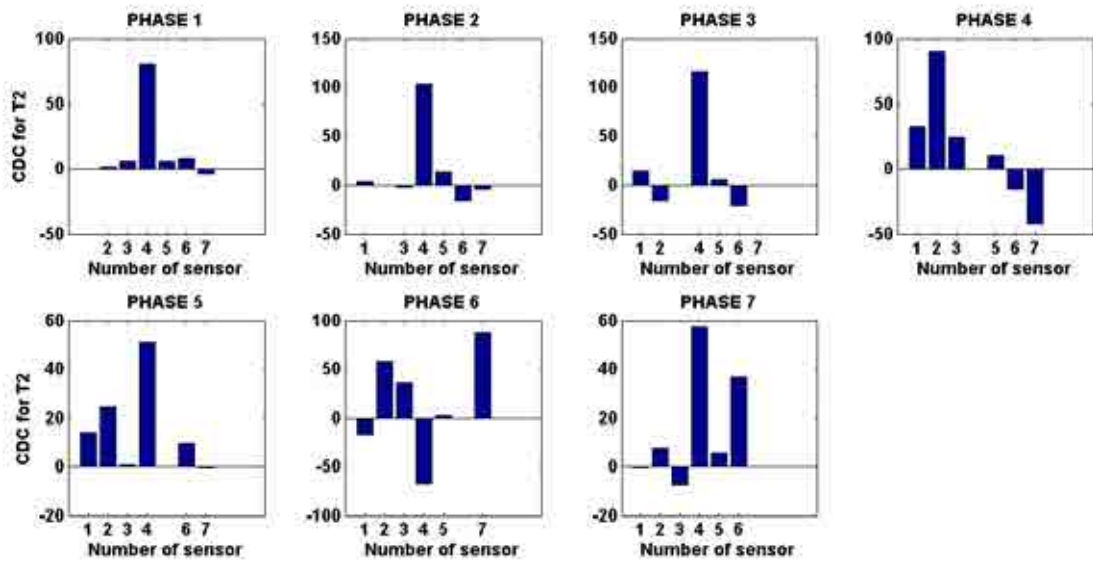 PHASE 1
PHASE 2
PHASE 3
PHASE 4
CDC for T2
100
50
0
-50
2 3 4 5 6 7
Number of sensor
150
100
50
0
-50
1 3 4 5 6 7
Number of sensor
150
100
50
0
-50
1 2 4 5 6 7
Number of sensor
100
50
0
-50
1 2 3 5 6 7
Number of sensor
PHASE 5
PHASE 6
PHASE 7
CDC for T2
60
40
20
0
-20
1 2 3 4 6 7
Number of sensor
100
50
0
-50
-100
1 2 3 4 5 7
Number of sensor
60
40
20
0
-20
1 2 3 4 5 6
Number of sensor